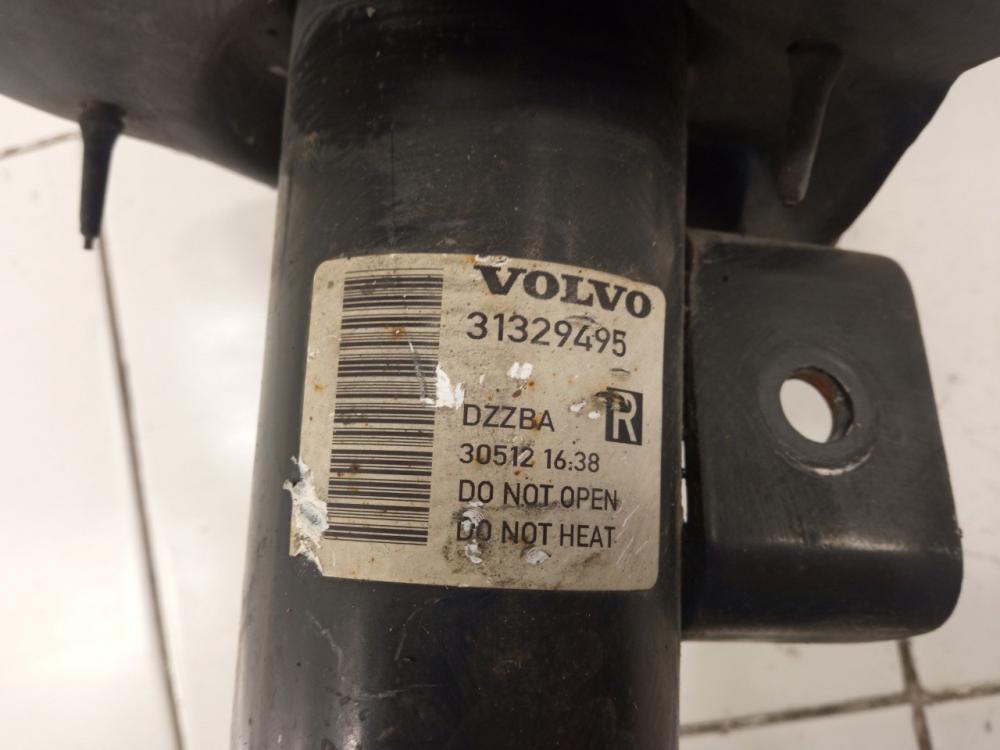 VOLVO
31329495
R
DZZBA
30512 16:38
DO NOT OPEN
DO NOT HEAT